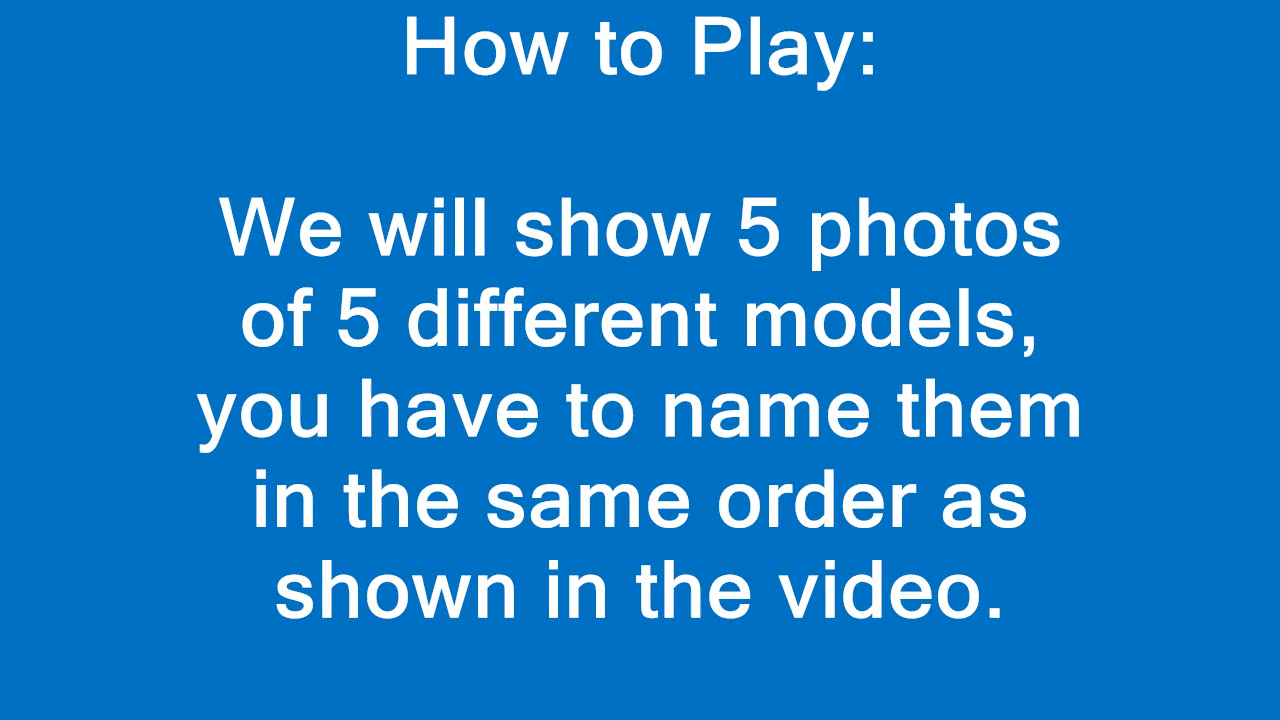 How to Play:
We will show 5 photos
of 5 different models,
you have to name them
in the same order as
shown in the video.